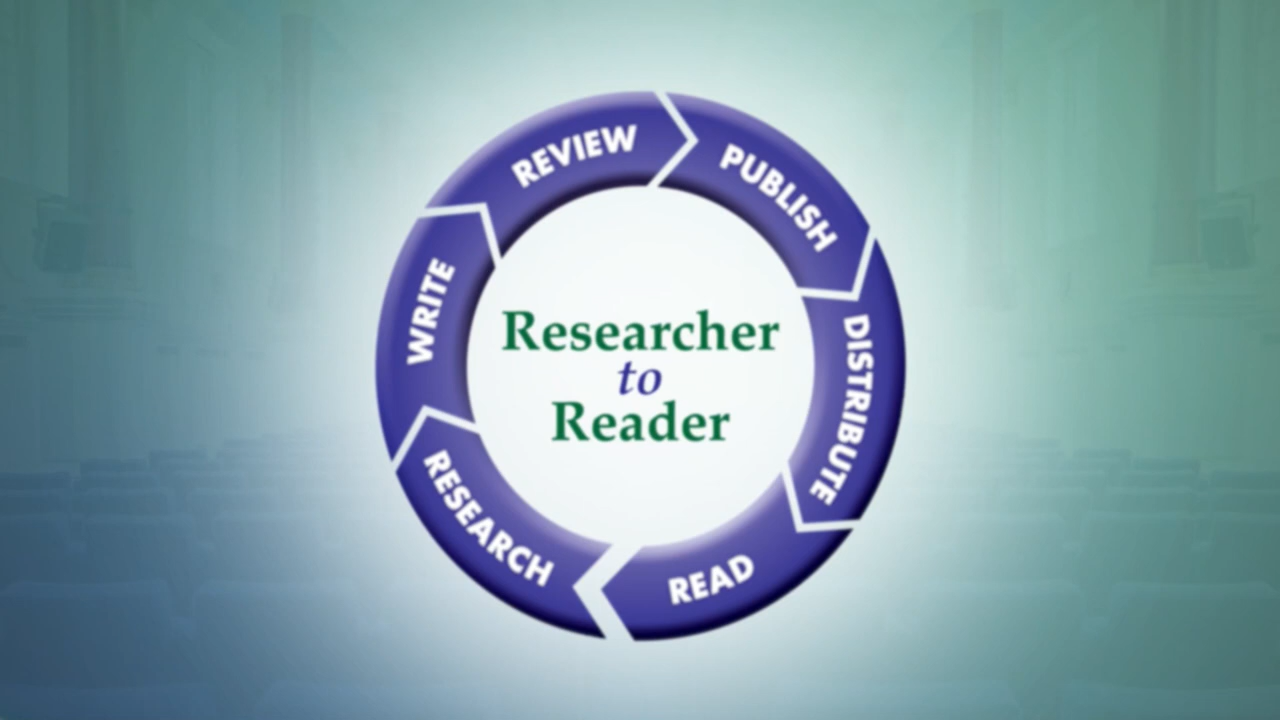 REVIEW
PUBLISH
DISTRIBUTE
READ
RESEARCH
WRITE
Researcher
to
Reader